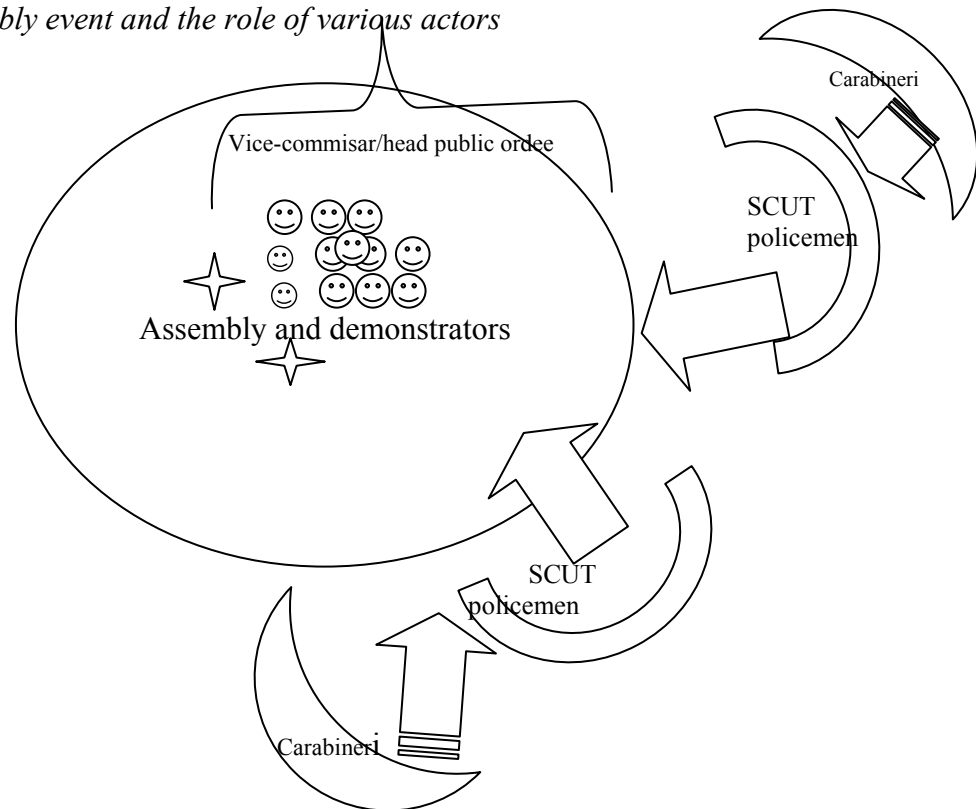 bly event and the role of various actors
Carabineri
Vice-commisar/head public ordee
SCUT
policemen
Assembly and demonstrators
SCUT
policemen
Carabineri